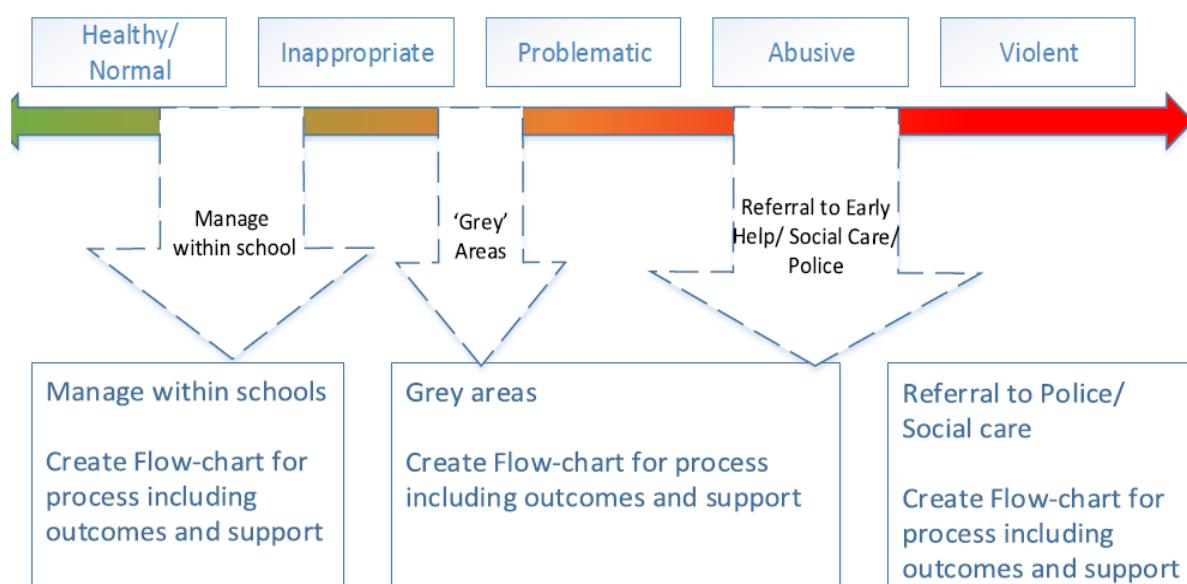 Healthy/
Normal
Inappropriate
Problematic
Abusive
Violent
Manage
within school
‘Grey’
Areas
Referral to Early
Help/ Social Care/
Police
Manage within schools
Create Flow-chart for
process including
outcomes and support
Grey areas
Create Flow-chart for process
including outcomes and support
Referral to Police/
Social care
Create Flow-chart for
process including
outcomes and support